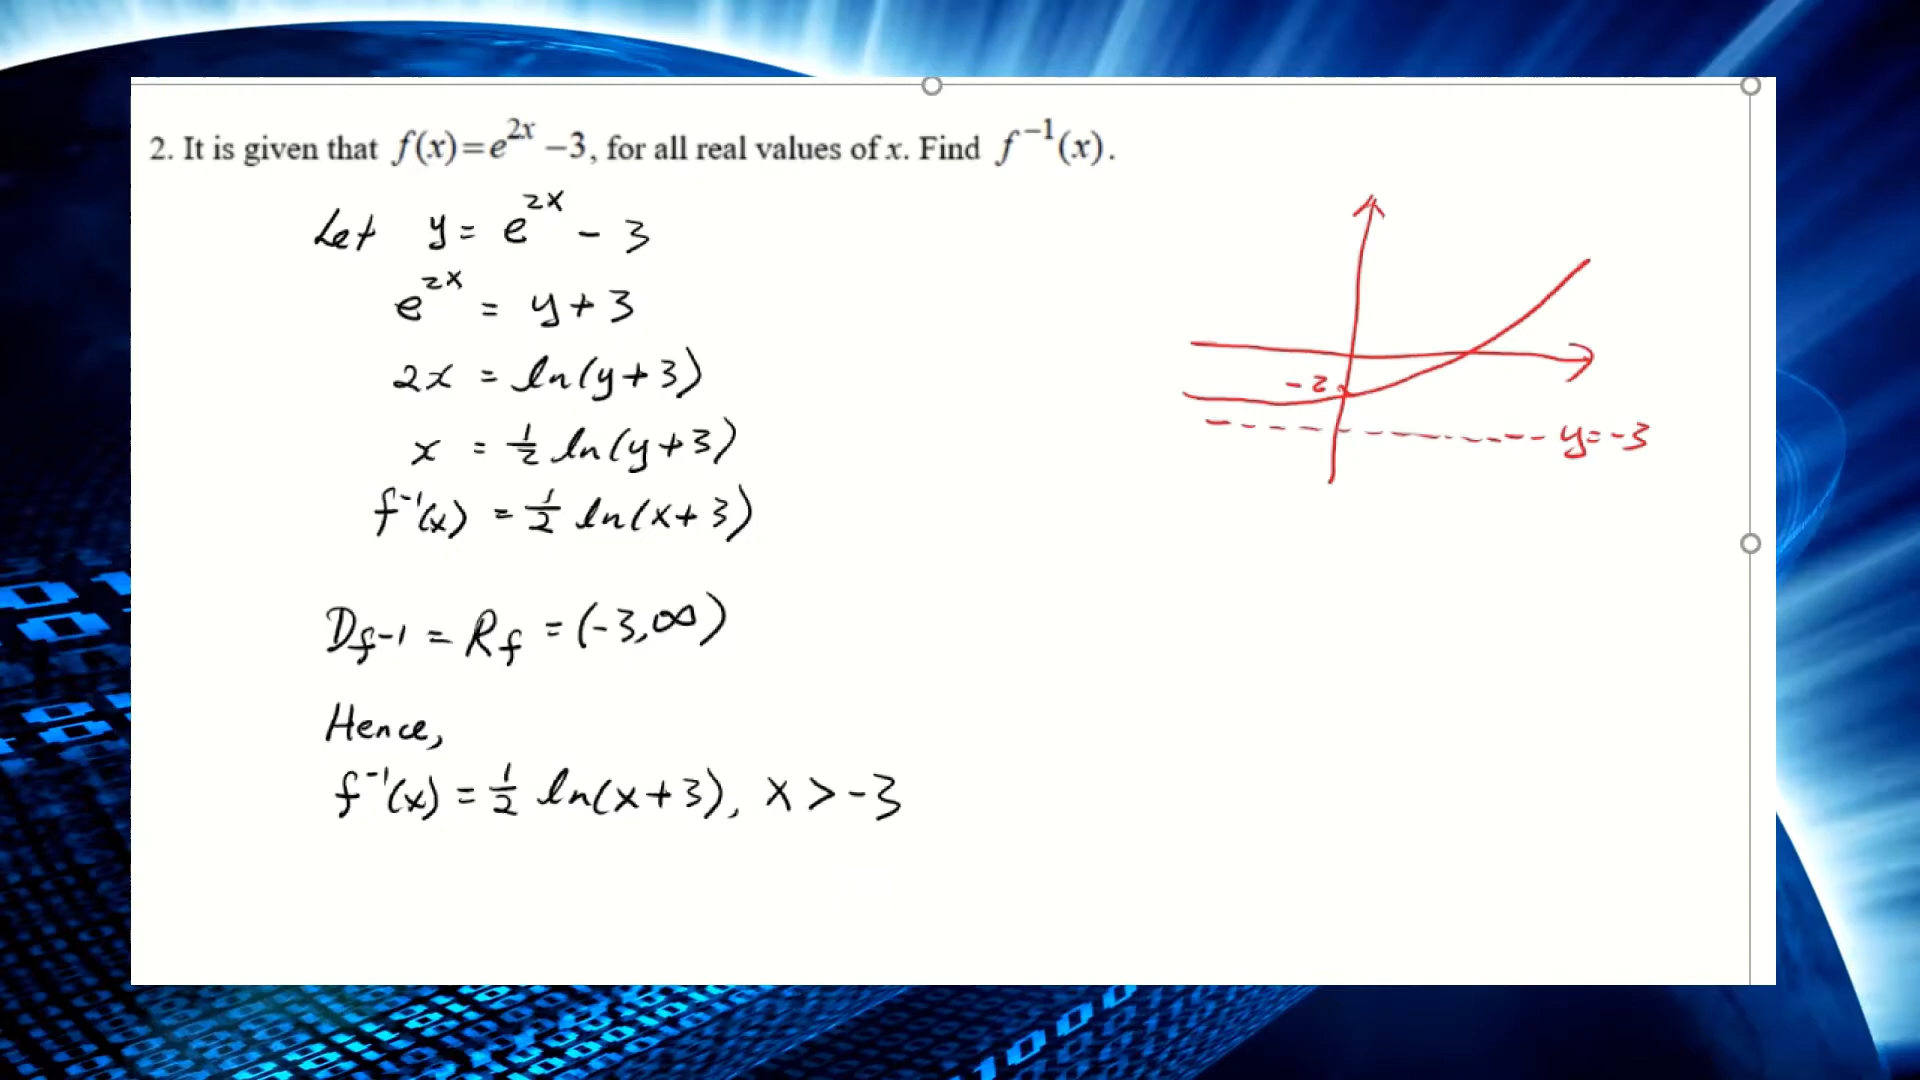 2. It is given that f(x)=e^{2x} −3, for all real values of x. Find f^{−1}(x).
Let y = e^{2x} - 3
e^{2x} = y + 3
2x = ln(y+3)
x = 1/2 ln(y+3)
f^{-1}(x) = 1/2 ln(x+3)
D_{f^{-1}} = R_f = (-3, ∞)
Hence,
f^{-1}(x) = 1/2 ln(x+3), x > -3
-2
y=-3